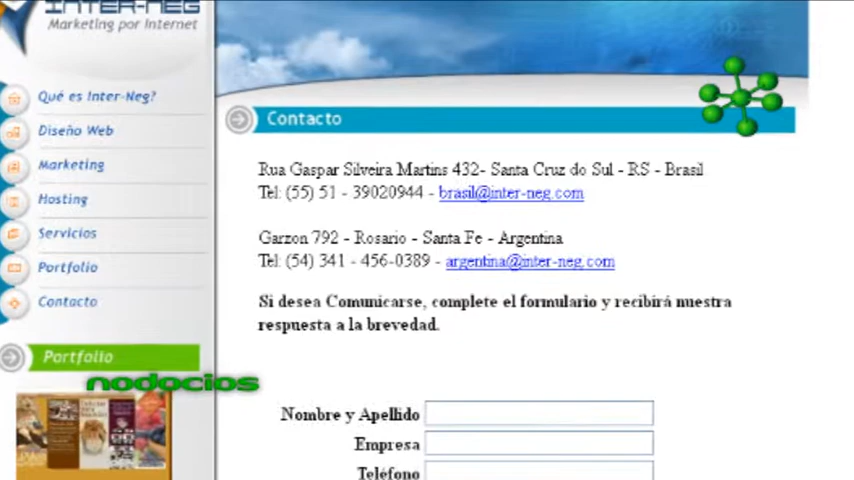 INTER-NEG
Marketing por Internet
Qué es Inter-Neg?
Diseño Web
Marketing
Hosting
Servicios
Portfolio
Contacto
Portfolio
nodocios
Contacto
Rua Gaspar Silveira Martins 432- Santa Cruz do Sul - RS - Brasil
Tel: (55) 51 - 39020944 - brasil@inter-neg.com
Garzon 792 - Rosario - Santa Fe - Argentina
Tel: (54) 341 - 456-0389 - argentina@inter-neg.com
Si desea Comunicarse, complete el formulario y recibirá nuestra
respuesta a la brevedad.
Nombre y Apellido
Empresa
Teléfono